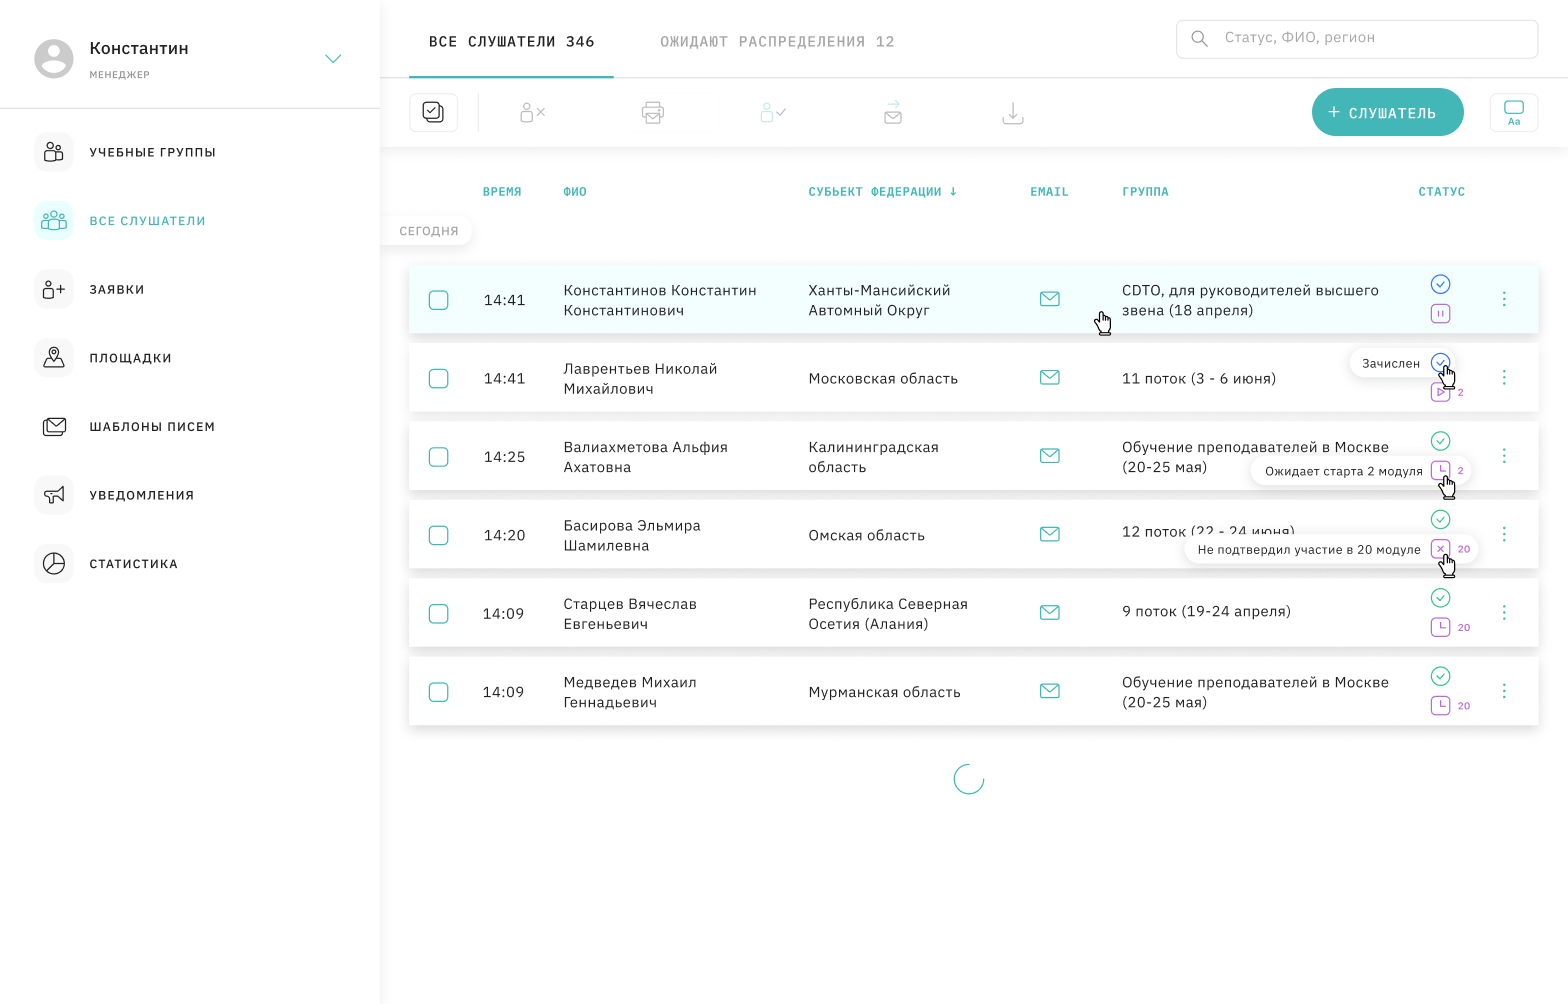 Константин
МЕНЕДЖЕР
УЧЕБНЫЕ ГРУППЫ
ВСЕ СЛУШАТЕЛИ
ЗАЯВКИ
ПЛОЩАДКИ
ШАБЛОНЫ ПИСЕМ
УВЕДОМЛЕНИЯ
СТАТИСТИКА
ВСЕ СЛУШАТЕЛИ 346
ОЖИДАЮТ РАСПРЕДЕЛЕНИЯ 12
Статус, ФИО, регион
+ СЛУШАТЕЛЬ
Aa
ВРЕМЯ
ФИО
СУБЪЕКТ ФЕДЕРАЦИИ ↓
EMAIL
ГРУППА
СТАТУС
СЕГОДНЯ
14:41
Константинов Константин
Константинович
Ханты-Мансийский
Автомный Округ
CDTO, для руководителей высшего
звена (18 апреля)
14:41
Лаврентьев Николай
Михайлович
Московская область
11 поток (3 - 6 июня)
Зачислен
2
14:25
Валиахметова Альфия
Ахатовна
Калининградская
область
Обучение преподавателей в Москве
(20-25 мая)
Ожидает старта 2 модуля
2
14:20
Басирова Эльмира
Шамилевна
Омская область
12 поток (22 - 24 июня)
Не подтвердил участие в 20 модуле
20
14:09
Старцев Вячеслав
Евгеньевич
Республика Северная
Осетия (Алания)
9 поток (19-24 апреля)
20
14:09
Медведев Михаил
Геннадьевич
Мурманская область
Обучение преподавателей в Москве
(20-25 мая)
20